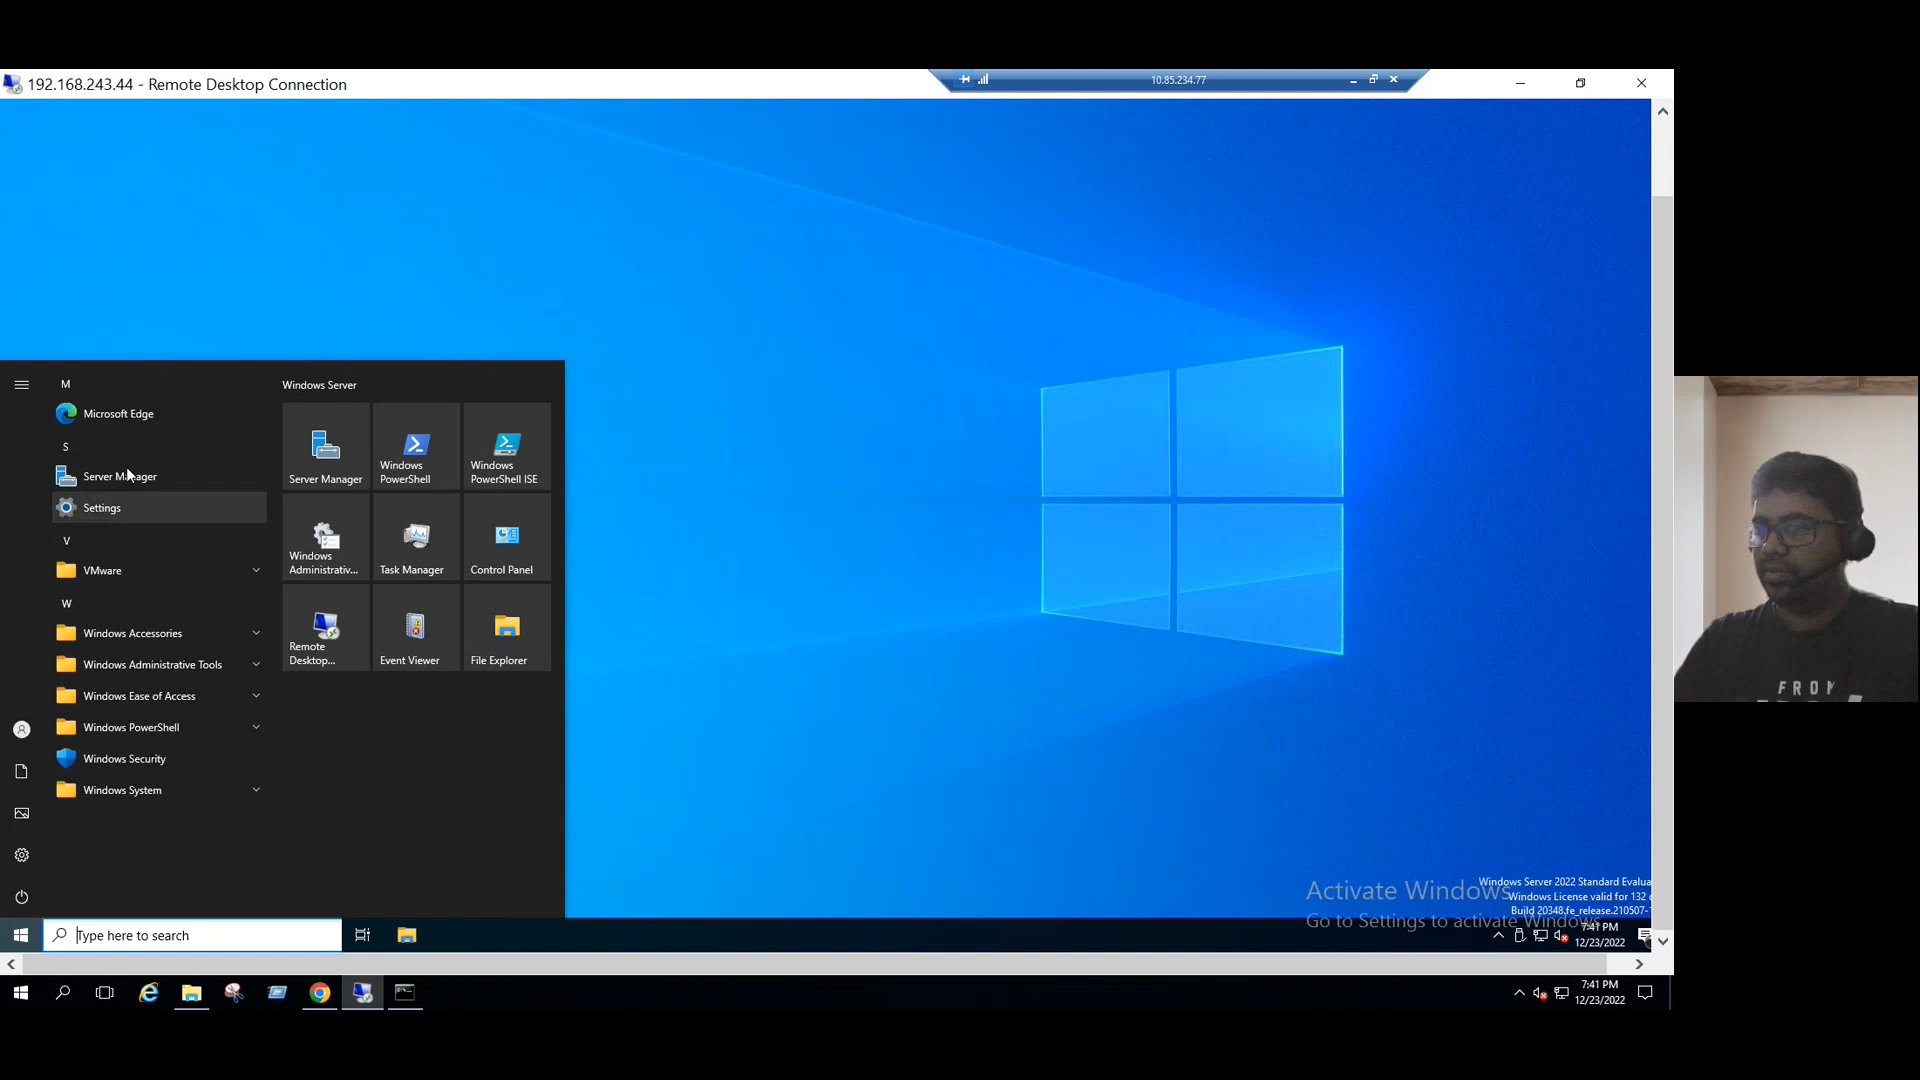 192.168.243.44 - Remote Desktop Connection
10.85.234.77
M
Microsoft Edge
S
Server Manager
Settings
V
VMware
W
Windows Accessories
Windows Administrative Tools
Windows Ease of Access
Windows PowerShell
Windows Security
Windows System
Windows Server
Server Manager
Windows PowerShell
Windows PowerShell ISE
Windows Administrativ...
Task Manager
Control Panel
Remote Desktop...
Event Viewer
File Explorer
FROM
Windows Server 2022 Standard Evalua
Windows License valid for 132 d
Build 20348.fe_release.210507-1
Activate Windows
Go to Settings to activate Windows.
Type here to search
7:41 PM
12/23/2022
7:41 PM
12/23/2022